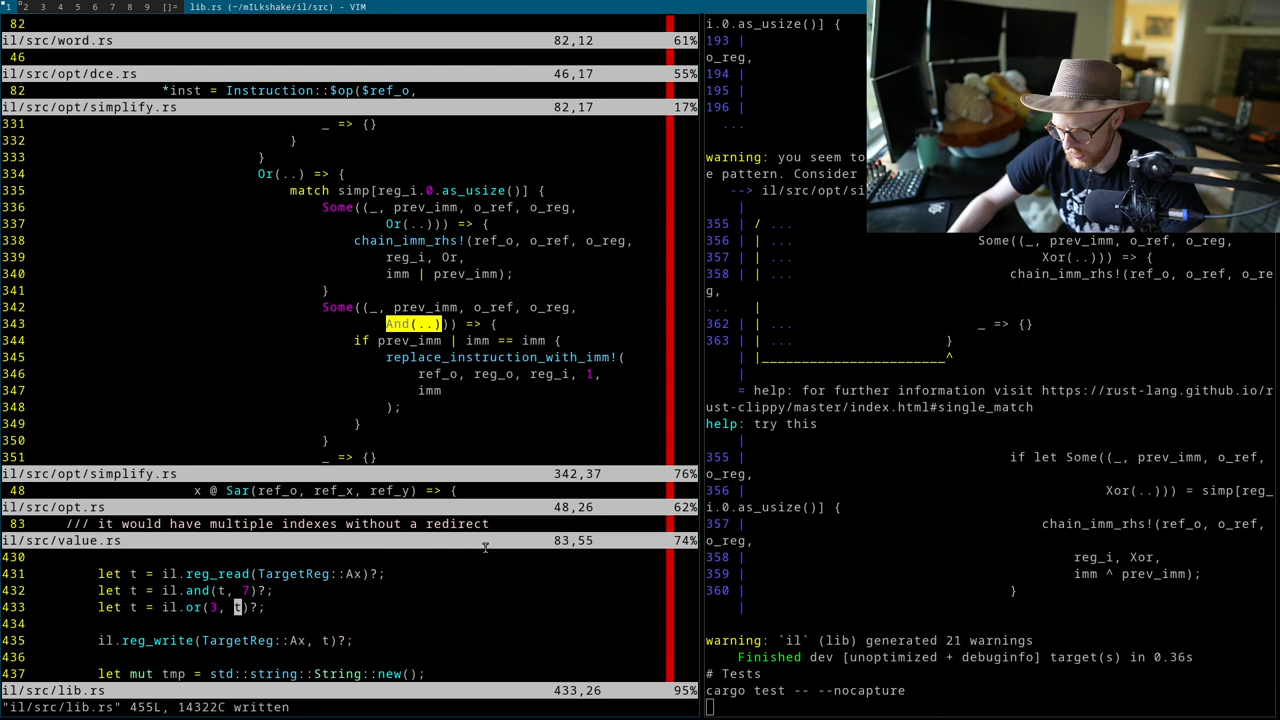 1 2 3 4 5 6 7 8 9 []= lib.rs (~/mILkshake/il/src) - VIM
82
il/src/word.rs 82,12 61%
46
il/src/opt/dce.rs 46,17 55%
82 *inst = Instruction::$op($ref_o,
il/src/opt/simplify.rs 82,17 17%
331 _ => {}
332 }
333 }
334 Or(..) => {
335 match simp[reg_i.0.as_usize()] {
336 Some((_, prev_imm, o_ref, o_reg,
337 Or(..))) => {
338 chain_imm_rhs!(ref_o, o_ref, o_reg,
339 reg_i, Or,
340 imm | prev_imm);
341 }
342 Some((_, prev_imm, o_ref, o_reg,
343 And(..))) => {
344 if prev_imm | imm == imm {
345 replace_instruction_with_imm!(
346 ref_o, reg_o, reg_i, 1,
347 imm
348 );
349 }
350 }
351 _ => {}
il/src/opt/simplify.rs 342,37 76%
48 x @ Sar(ref_o, ref_x, ref_y) => {
il/src/opt.rs 48,26 62%
83 /// it would have multiple indexes without a redirect
il/src/value.rs 83,55 74%
430
431 let t = il.reg_read(TargetReg::Ax)?;
432 let t = il.and(t, 7)?;
433 let t = il.or(3, t)?;
434
435 il.reg_write(TargetReg::Ax, t)?;
436
437 let mut tmp = std::string::String::new();
il/src/lib.rs 433,26 95%
"il/src/lib.rs" 455L, 14322C written
i.0.as_usize()] {
193 |
o_reg,
194 |
195 |
196 |
...
warning: you seem to
e pattern. Consider
--> il/src/opt/si
|
355 | / ...
356 | | ... Some((_, prev_imm, o_ref, o_reg,
357 | | ... Xor(..))) => {
358 | | ... chain_imm_rhs!(ref_o, o_ref, o_re
g,
... |
362 | | ... _ => {}
363 | | ... }
| |_______________________^
|
= help: for further information visit https://rust-lang.github.io/r
ust-clippy/master/index.html#single_match
help: try this
|
355 | if let Some((_, prev_imm, o_ref,
o_reg,
356 | Xor(..))) = simp[reg_
i.0.as_usize()] {
357 | chain_imm_rhs!(ref_o, o_ref,
o_reg,
358 | reg_i, Xor,
359 | imm ^ prev_imm);
360 | }
|
warning: `il` (lib) generated 21 warnings
Finished dev [unoptimized + debuginfo] target(s) in 0.36s
# Tests
cargo test -- --nocapture